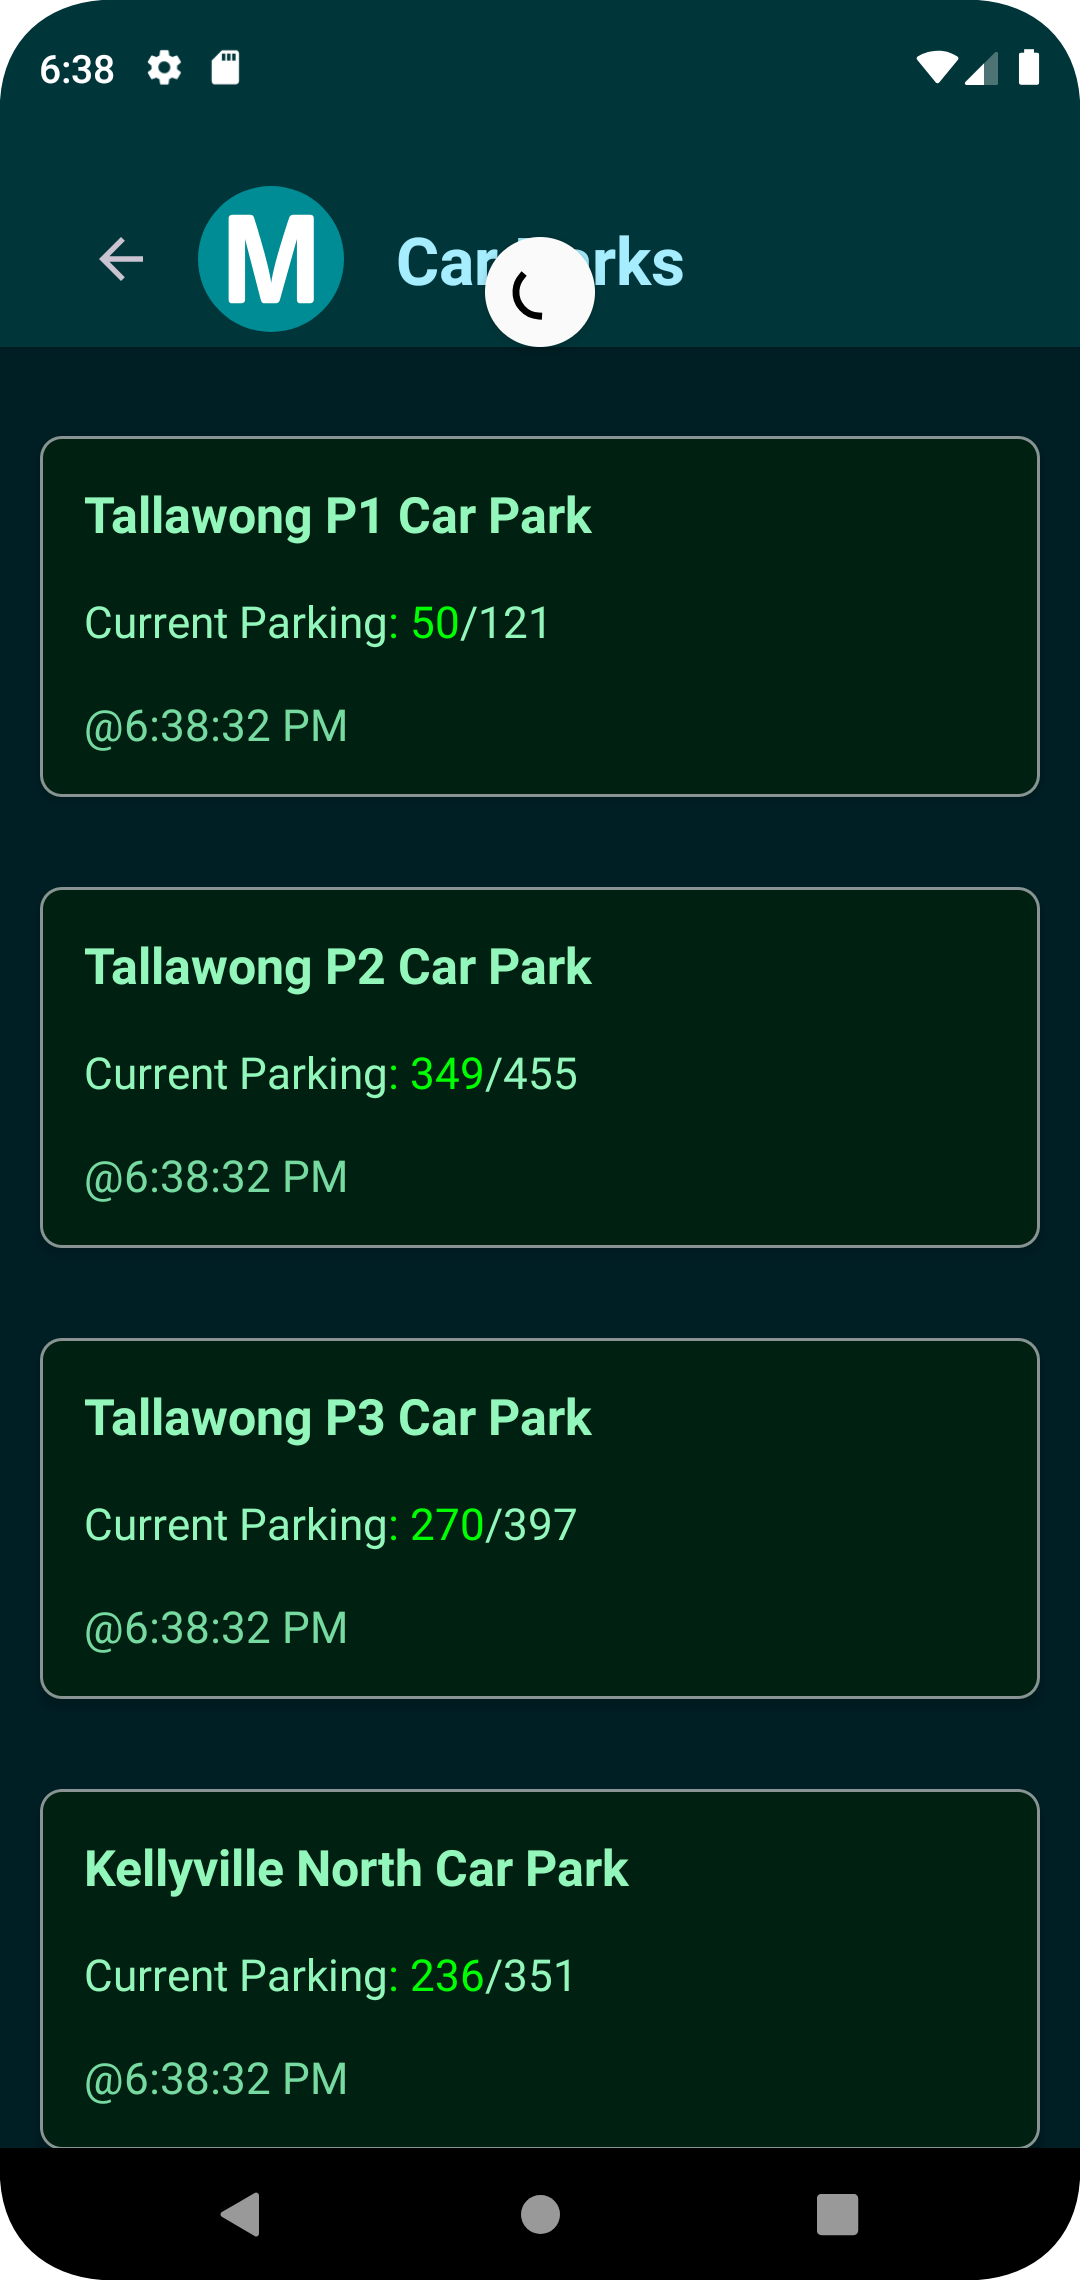 6:38
M
Car Parks
Tallawong P1 Car Park
Current Parking: 50/121
@6:38:32 PM
Tallawong P2 Car Park
Current Parking: 349/455
@6:38:32 PM
Tallawong P3 Car Park
Current Parking: 270/397
@6:38:32 PM
Kellyville North Car Park
Current Parking: 236/351
@6:38:32 PM